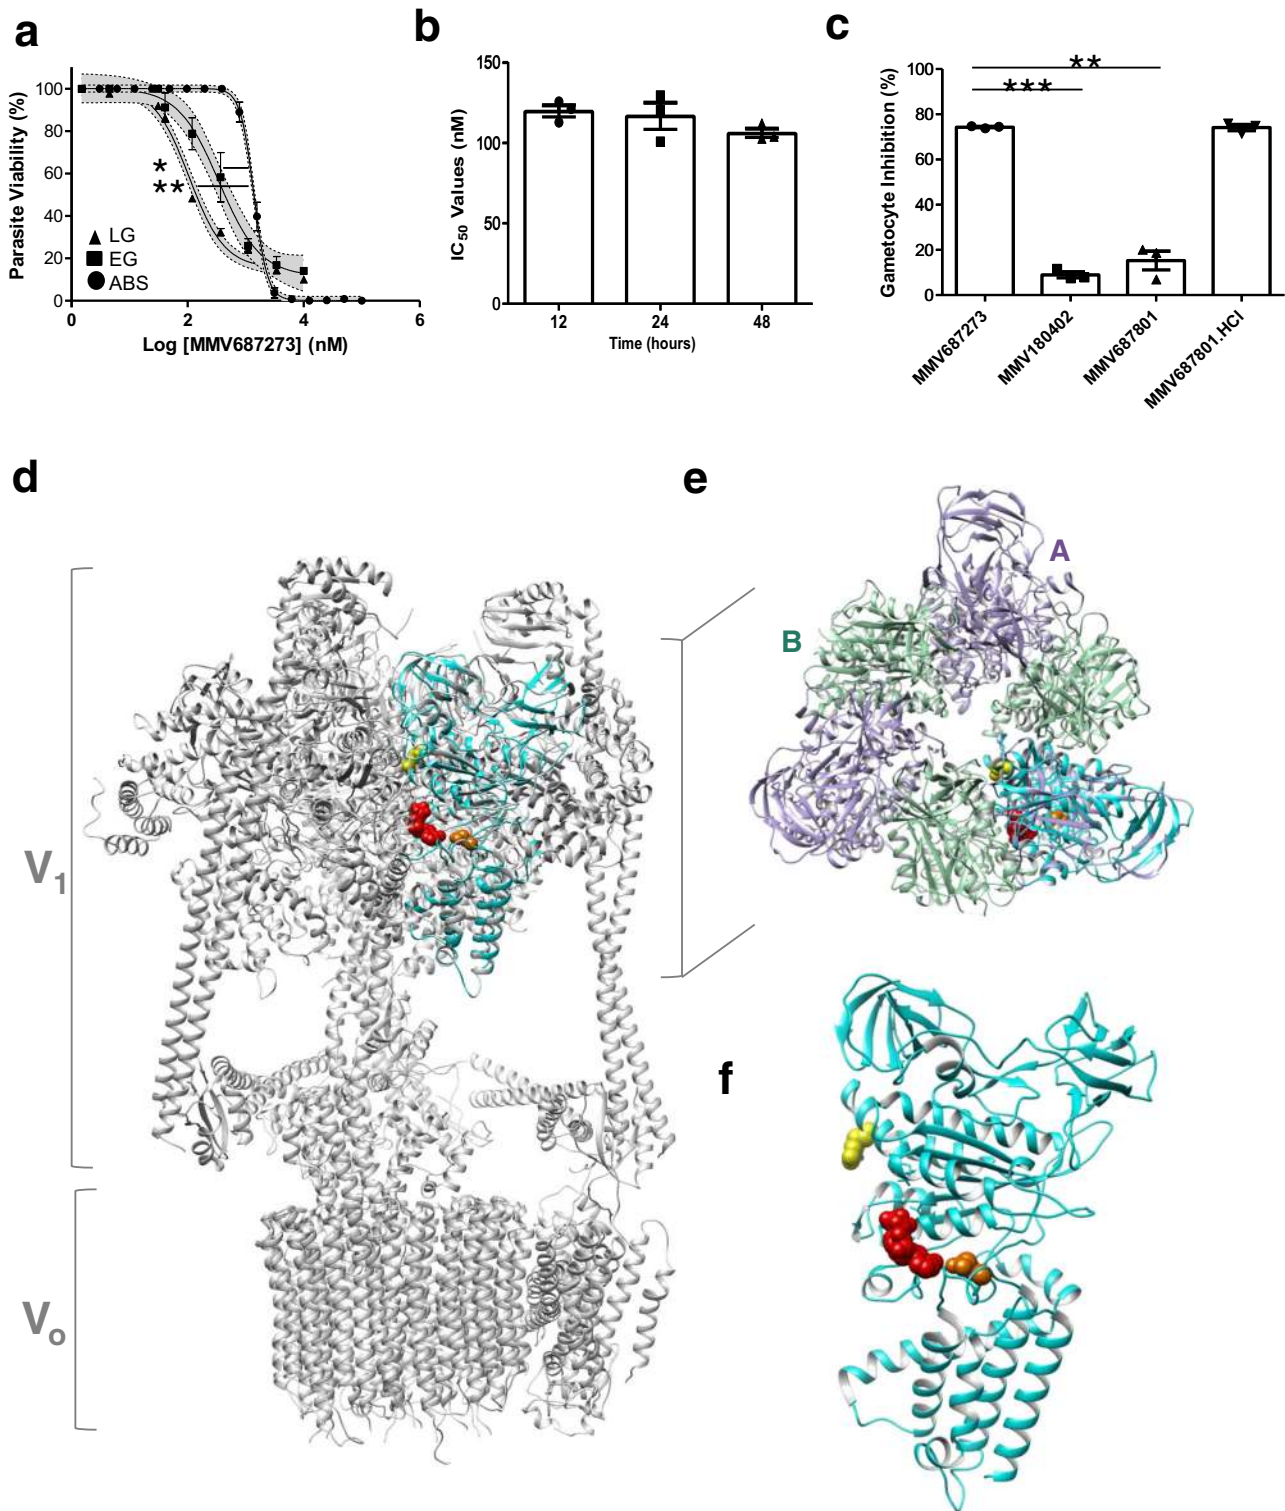 a
Parasite Viability (%)
100
80
60
40
20
0
*
**
LG
EG
ABS
0 2 4 6
Log [MMV687273] (nM)
b
IC50 Values (nM)
150
100
50
0
12 24 48
Time (hours)
c
Gametocyte Inhibition (%)
100
80
60
40
20
0
**
***
MMV687273
MMV180402
MMV687801
MMV687801.HCl
d
V1
Vo
e
A
B
f